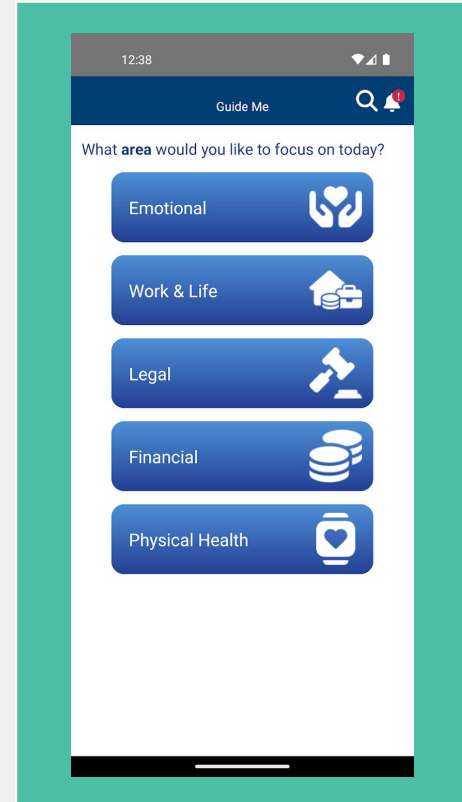 12:38
Guide Me
!
What area would you like to focus on today?
Emotional
Work & Life
Legal
Financial
Physical Health